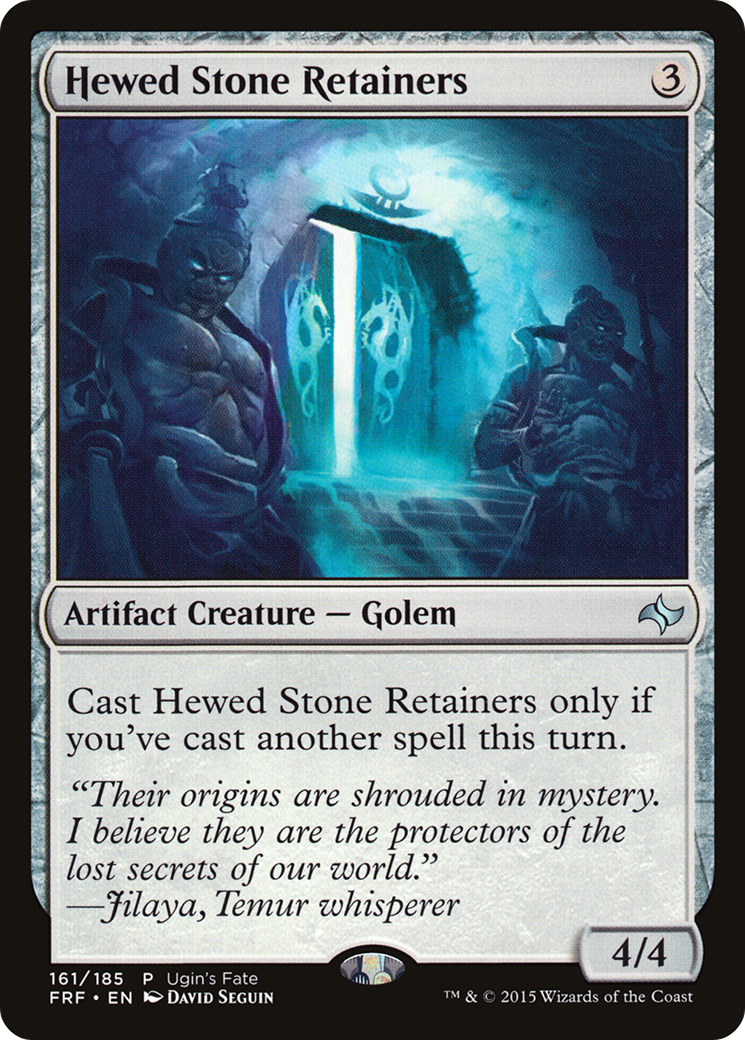 Hewed Stone Retainers 3
Artifact Creature — Golem
Cast Hewed Stone Retainers only if
you've cast another spell this turn.
“Their origins are shrouded in mystery.
I believe they are the protectors of the
lost secrets of our world.”
—Jilaya, Temur whisperer
4/4
161/185 P Ugin's Fate
FRF • EN David Seguin
™ & © 2015 Wizards of the Coast